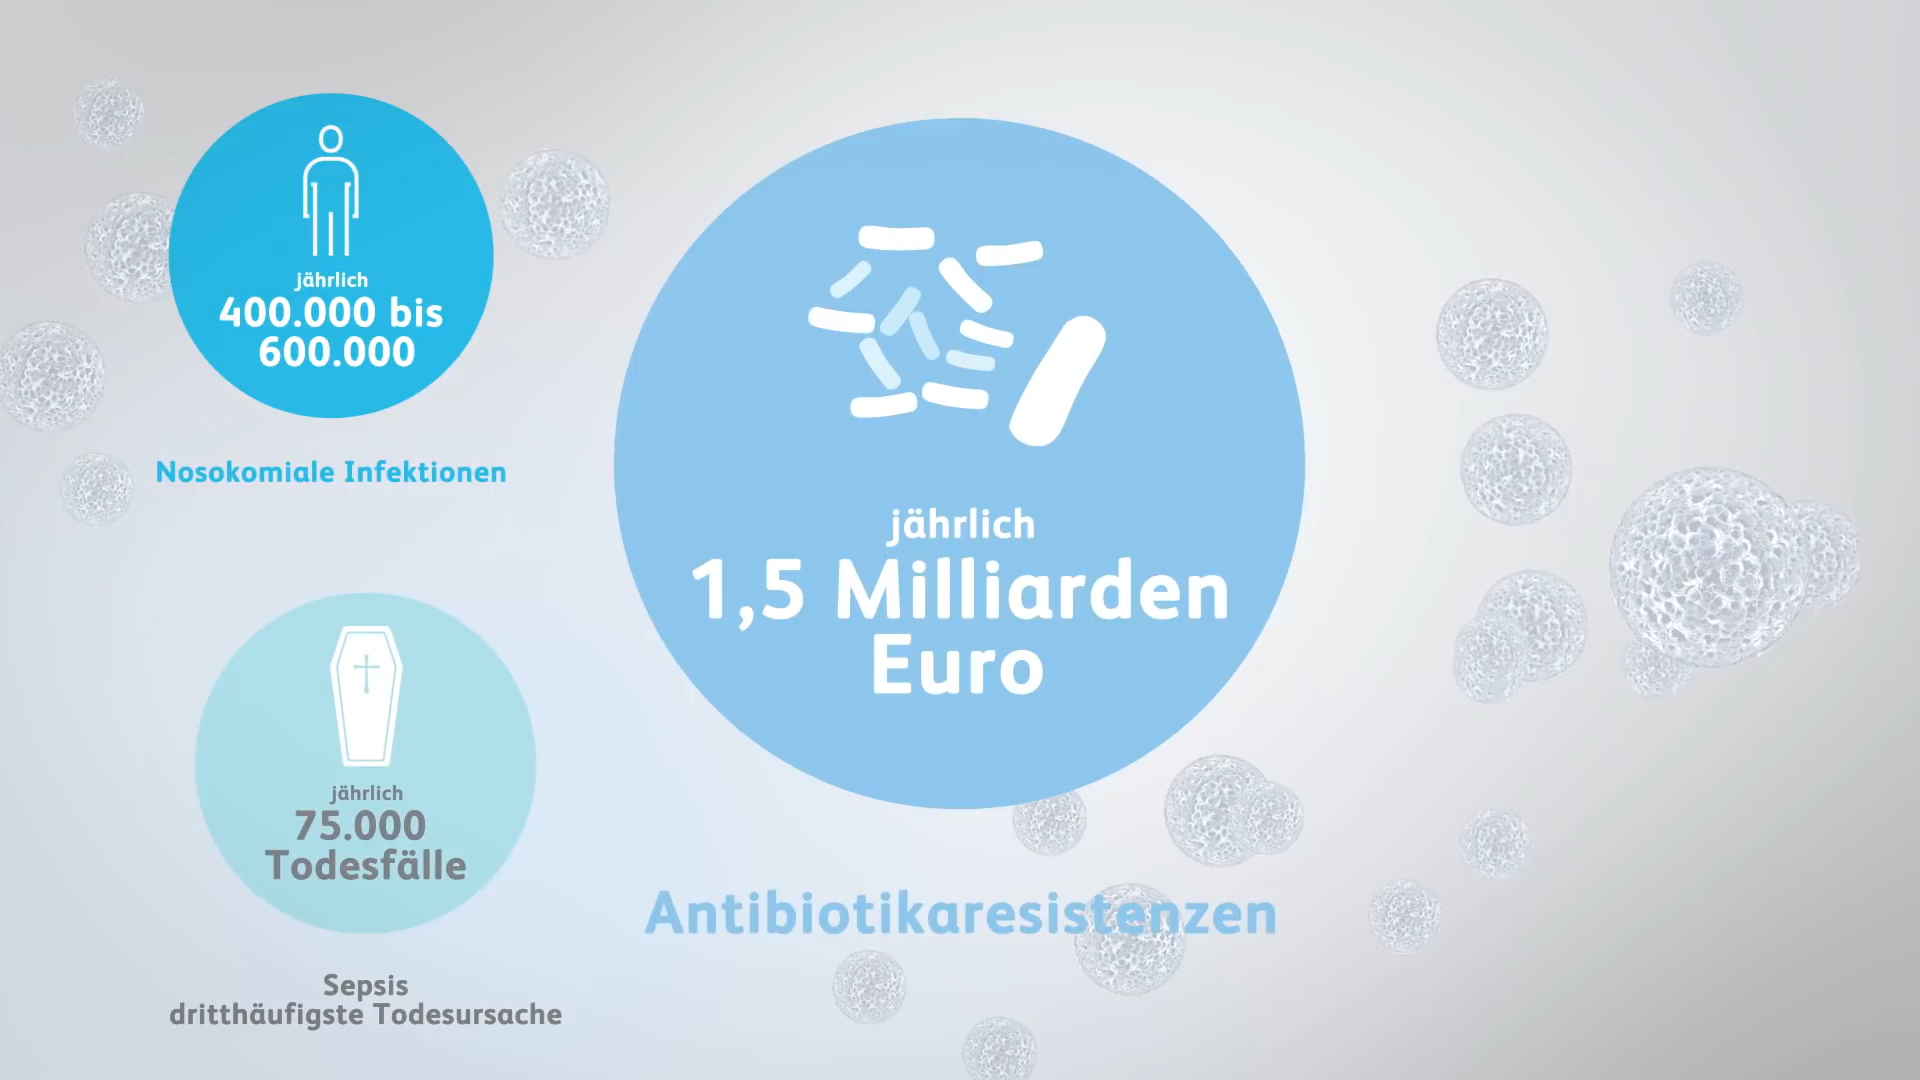 jährlich
400.000 bis
600.000
Nosokomiale Infektionen
jährlich
75.000
Todesfälle
Sepsis
dritthäufigste Todesursache
jährlich
1,5 Milliarden
Euro
Antibiotikaresistenzen